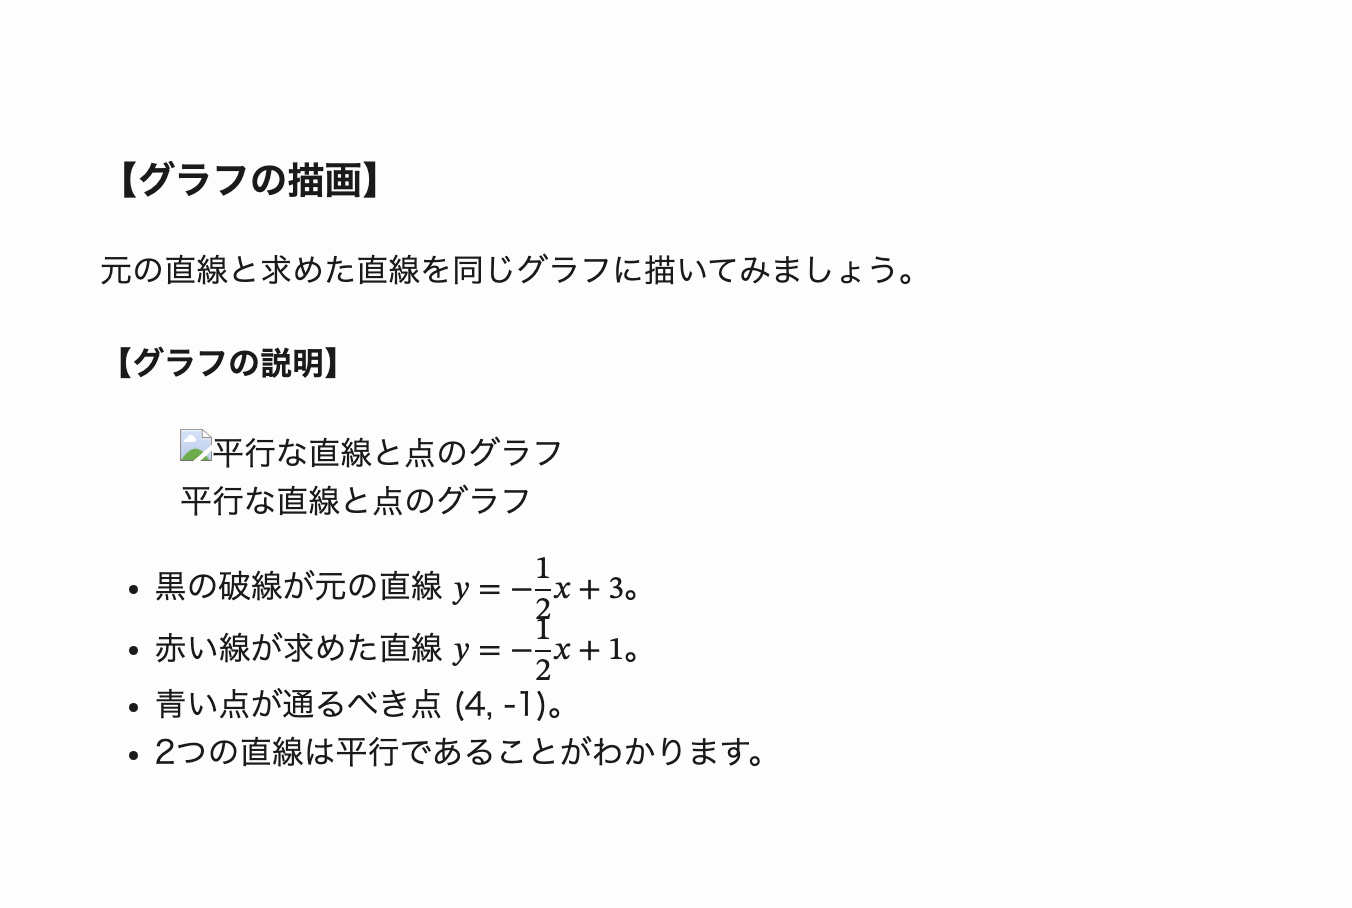 【グラフの描画】
元の直線と求めた直線を同じグラフに描いてみましょう。
【グラフの説明】
平行な直線と点のグラフ
平行な直線と点のグラフ
• 黒の破線が元の直線 y = −1/2x + 3。
• 赤い線が求めた直線 y = −1/2x + 1。
• 青い点が通るべき点 (4, -1)。
• 2つの直線は平行であることがわかります。